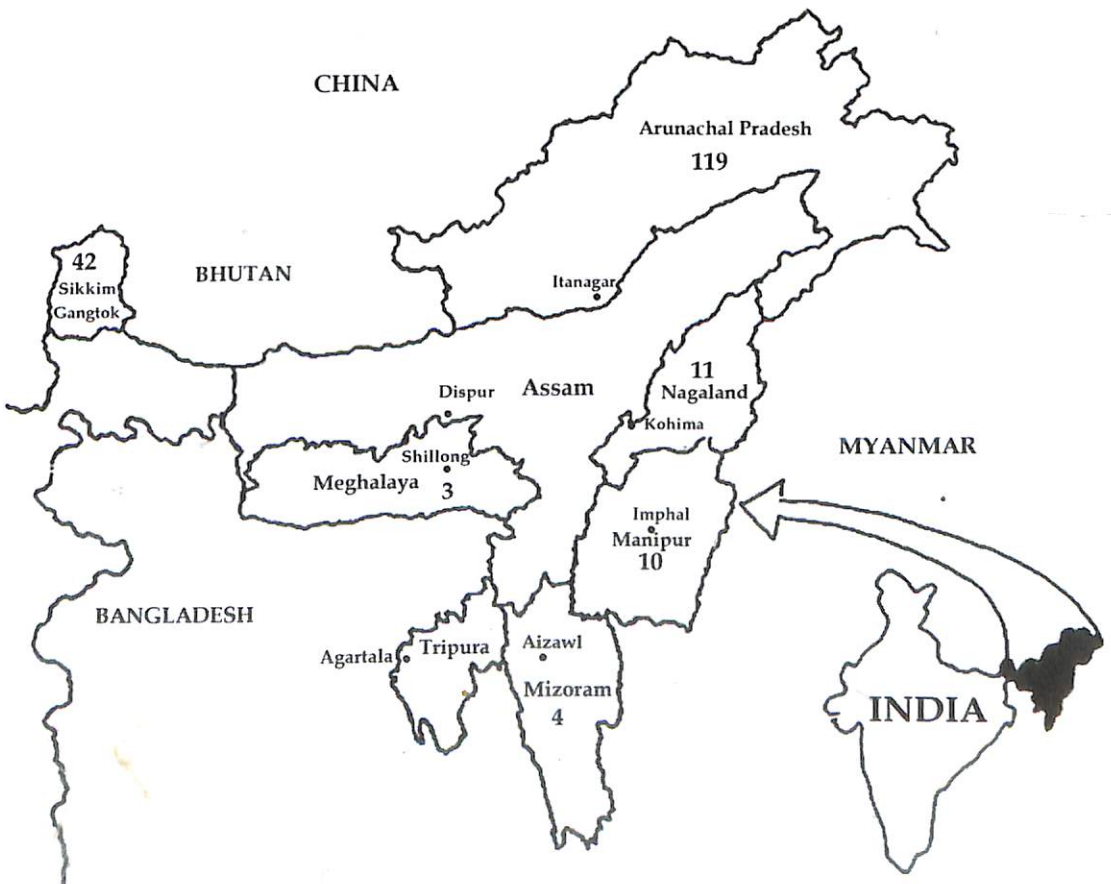 CHINA
Arunachal Pradesh
119
42
Sikkim
Gangtok
BHUTAN
Itanagar
11
Nagaland
Dispur
Assam
Kohima
Shillong
Meghalaya
3
MYANMAR
Imphal
Manipur
10
BANGLADESH
Agartala
Tripura
Aizawl
Mizoram
4
INDIA